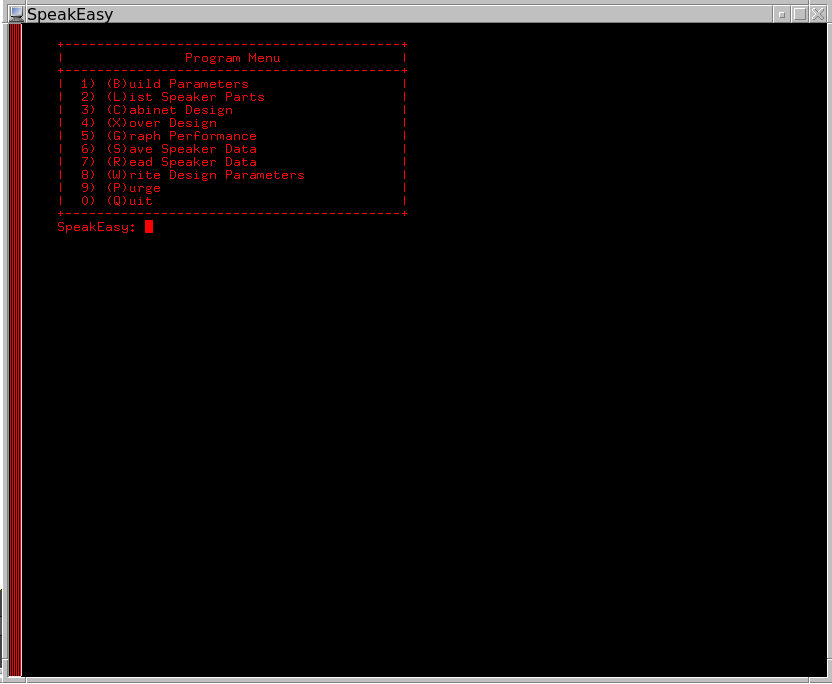 SpeakEasy
Program Menu
1) (B)uild Parameters
2) (L)ist Speaker Parts
3) (C)abinet Design
4) (X)over Design
5) (G)raph Performance
6) (S)ave Speaker Data
7) (R)ead Speaker Data
8) (W)rite Design Parameters
9) (P)urge
0) (Q)uit
SpeakEasy: